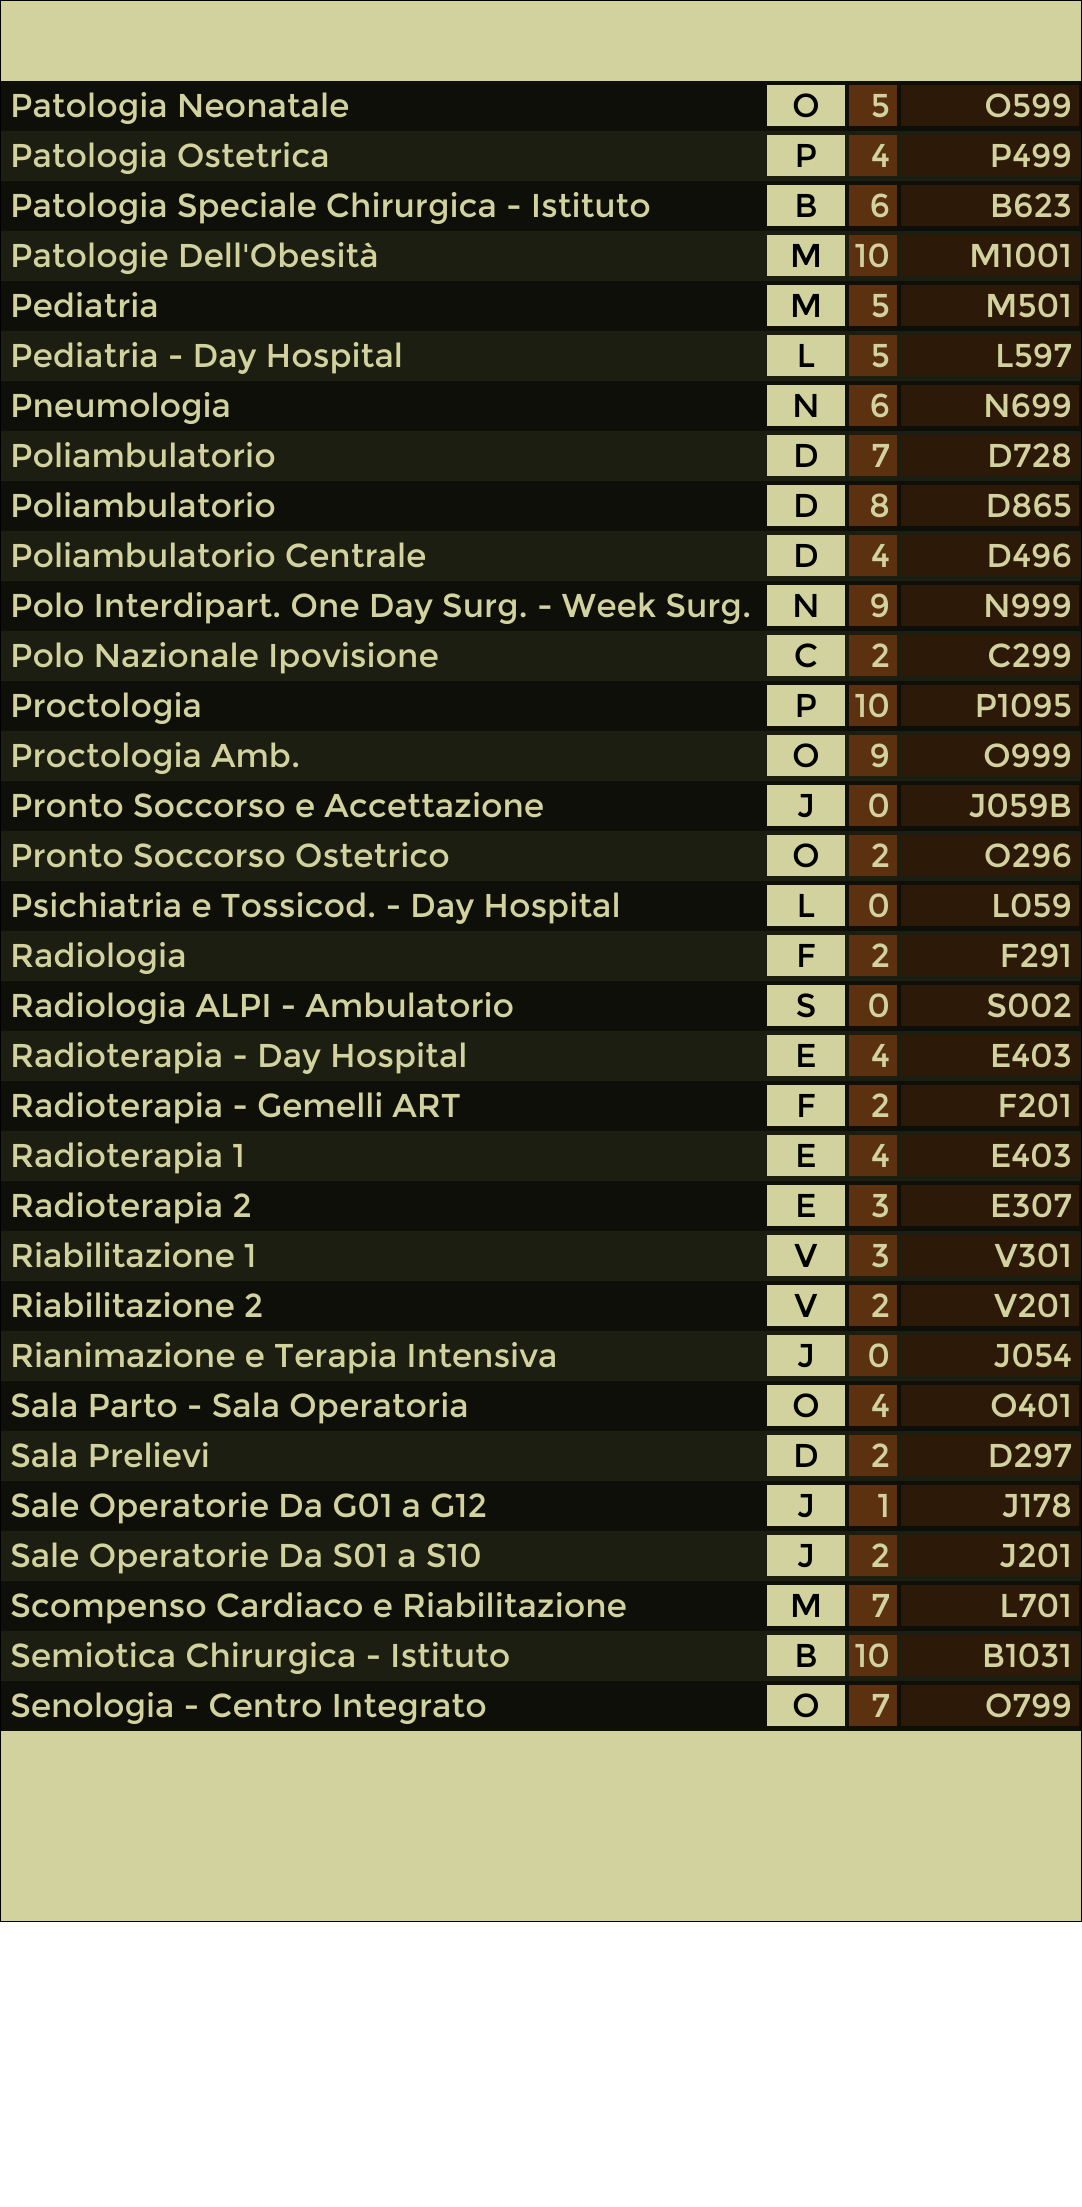 Patologia Neonatale O 5 O599
Patologia Ostetrica P 4 P499
Patologia Speciale Chirurgica - Istituto B 6 B623
Patologie Dell'Obesità M 10 M1001
Pediatria M 5 M501
Pediatria - Day Hospital L 5 L597
Pneumologia N 6 N699
Poliambulatorio D 7 D728
Poliambulatorio D 8 D865
Poliambulatorio Centrale D 4 D496
Polo Interdipart. One Day Surg. - Week Surg. N 9 N999
Polo Nazionale Ipovisione C 2 C299
Proctologia P 10 P1095
Proctologia Amb. O 9 O999
Pronto Soccorso e Accettazione J 0 J059B
Pronto Soccorso Ostetrico O 2 O296
Psichiatria e Tossicod. - Day Hospital L 0 L059
Radiologia F 2 F291
Radiologia ALPI - Ambulatorio S 0 S002
Radioterapia - Day Hospital E 4 E403
Radioterapia - Gemelli ART F 2 F201
Radioterapia 1 E 4 E403
Radioterapia 2 E 3 E307
Riabilitazione 1 V 3 V301
Riabilitazione 2 V 2 V201
Rianimazione e Terapia Intensiva J 0 J054
Sala Parto - Sala Operatoria O 4 O401
Sala Prelievi D 2 D297
Sale Operatorie Da G01 a G12 J 1 J178
Sale Operatorie Da S01 a S10 J 2 J201
Scompenso Cardiaco e Riabilitazione M 7 L701
Semiotica Chirurgica - Istituto B 10 B1031
Senologia - Centro Integrato O 7 O799